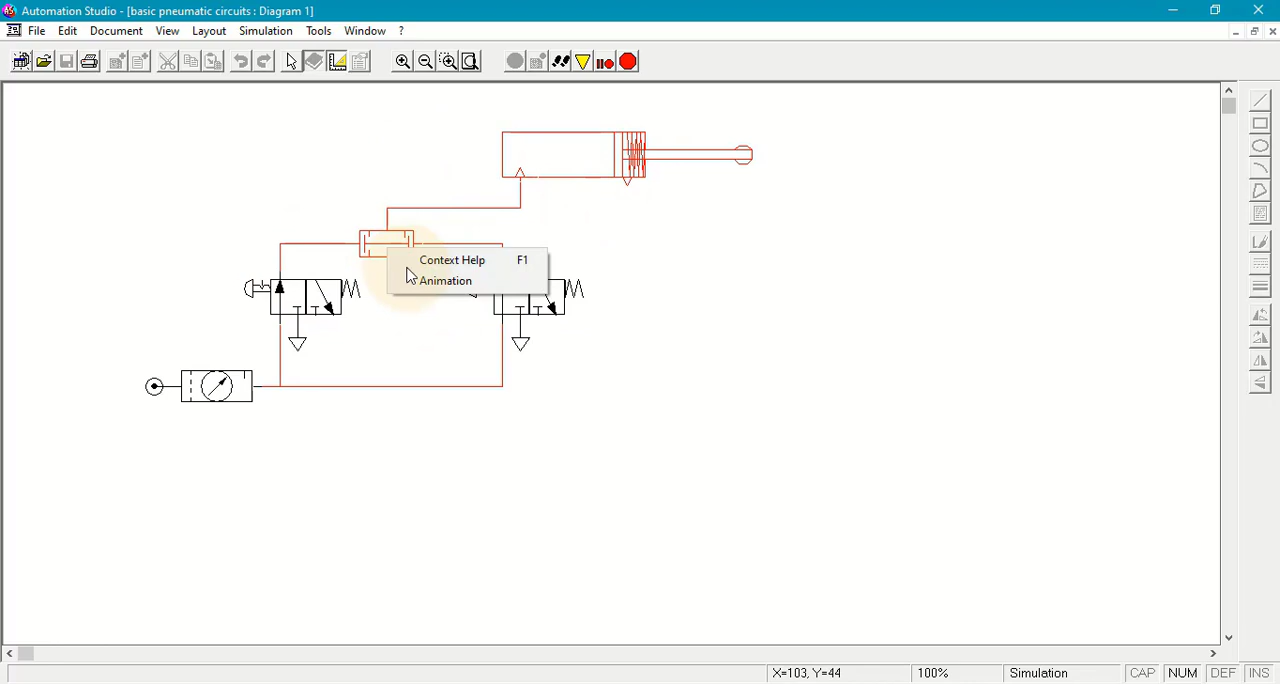 Automation Studio - [basic pneumatic circuits : Diagram 1]
File Edit Document View Layout Simulation Tools Window ?
Context Help F1
Animation
X=103, Y=44 100% Simulation CAP NUM DEF INS